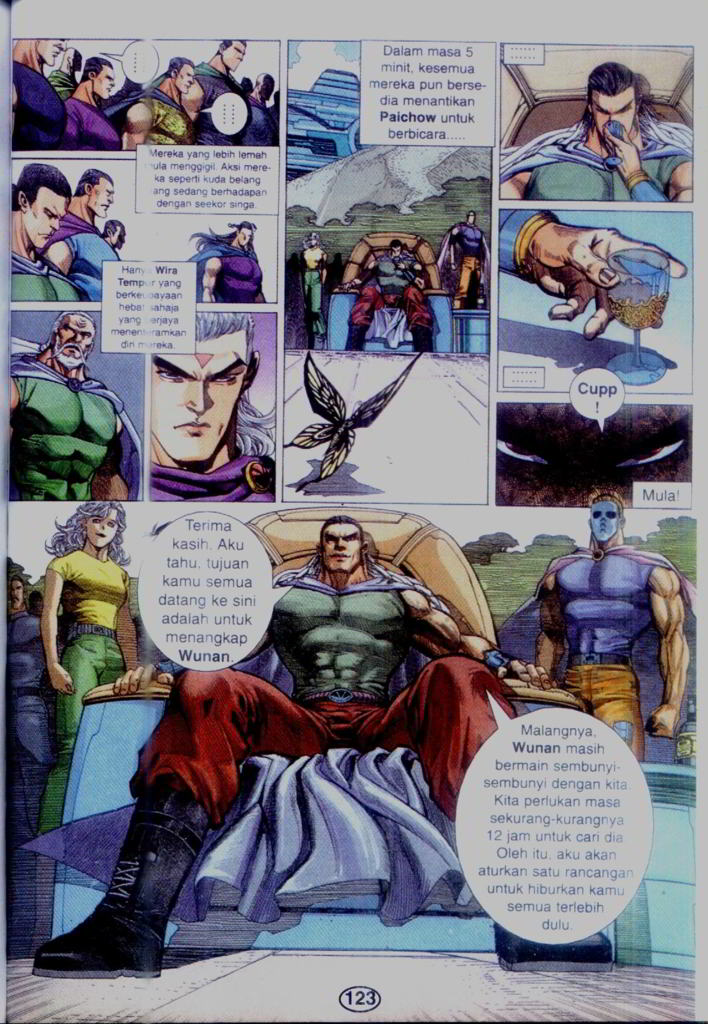 ......
......
Mereka yang lebih lemah
mula menggigil. Aksi mere-
ka seperti kuda belang
yang sedang berhadapan
dengan seekor singa.
Hanya Wira
Tempur yang
berkeupayaan
hebat sahaja
yang berjaya
menenteramkan
diri mereka.
Dalam masa 5
minit, kesemua
mereka pun berse-
dia menantikan
Paichow untuk
berbicara.....
......
......
Cupp
!
Mula!
Terima
kasih. Aku
tahu, tujuan
kamu semua
datang ke sini
adalah untuk
menangkap
Wunan.
Malangnya,
Wunan masih
bermain sembunyi-
sembunyi dengan kita.
Kita perlukan masa
sekurang-kurangnya
12 jam untuk cari dia.
Oleh itu, aku akan
aturkan satu rancangan
untuk hiburkan kamu
semua terlebih
dulu.
123